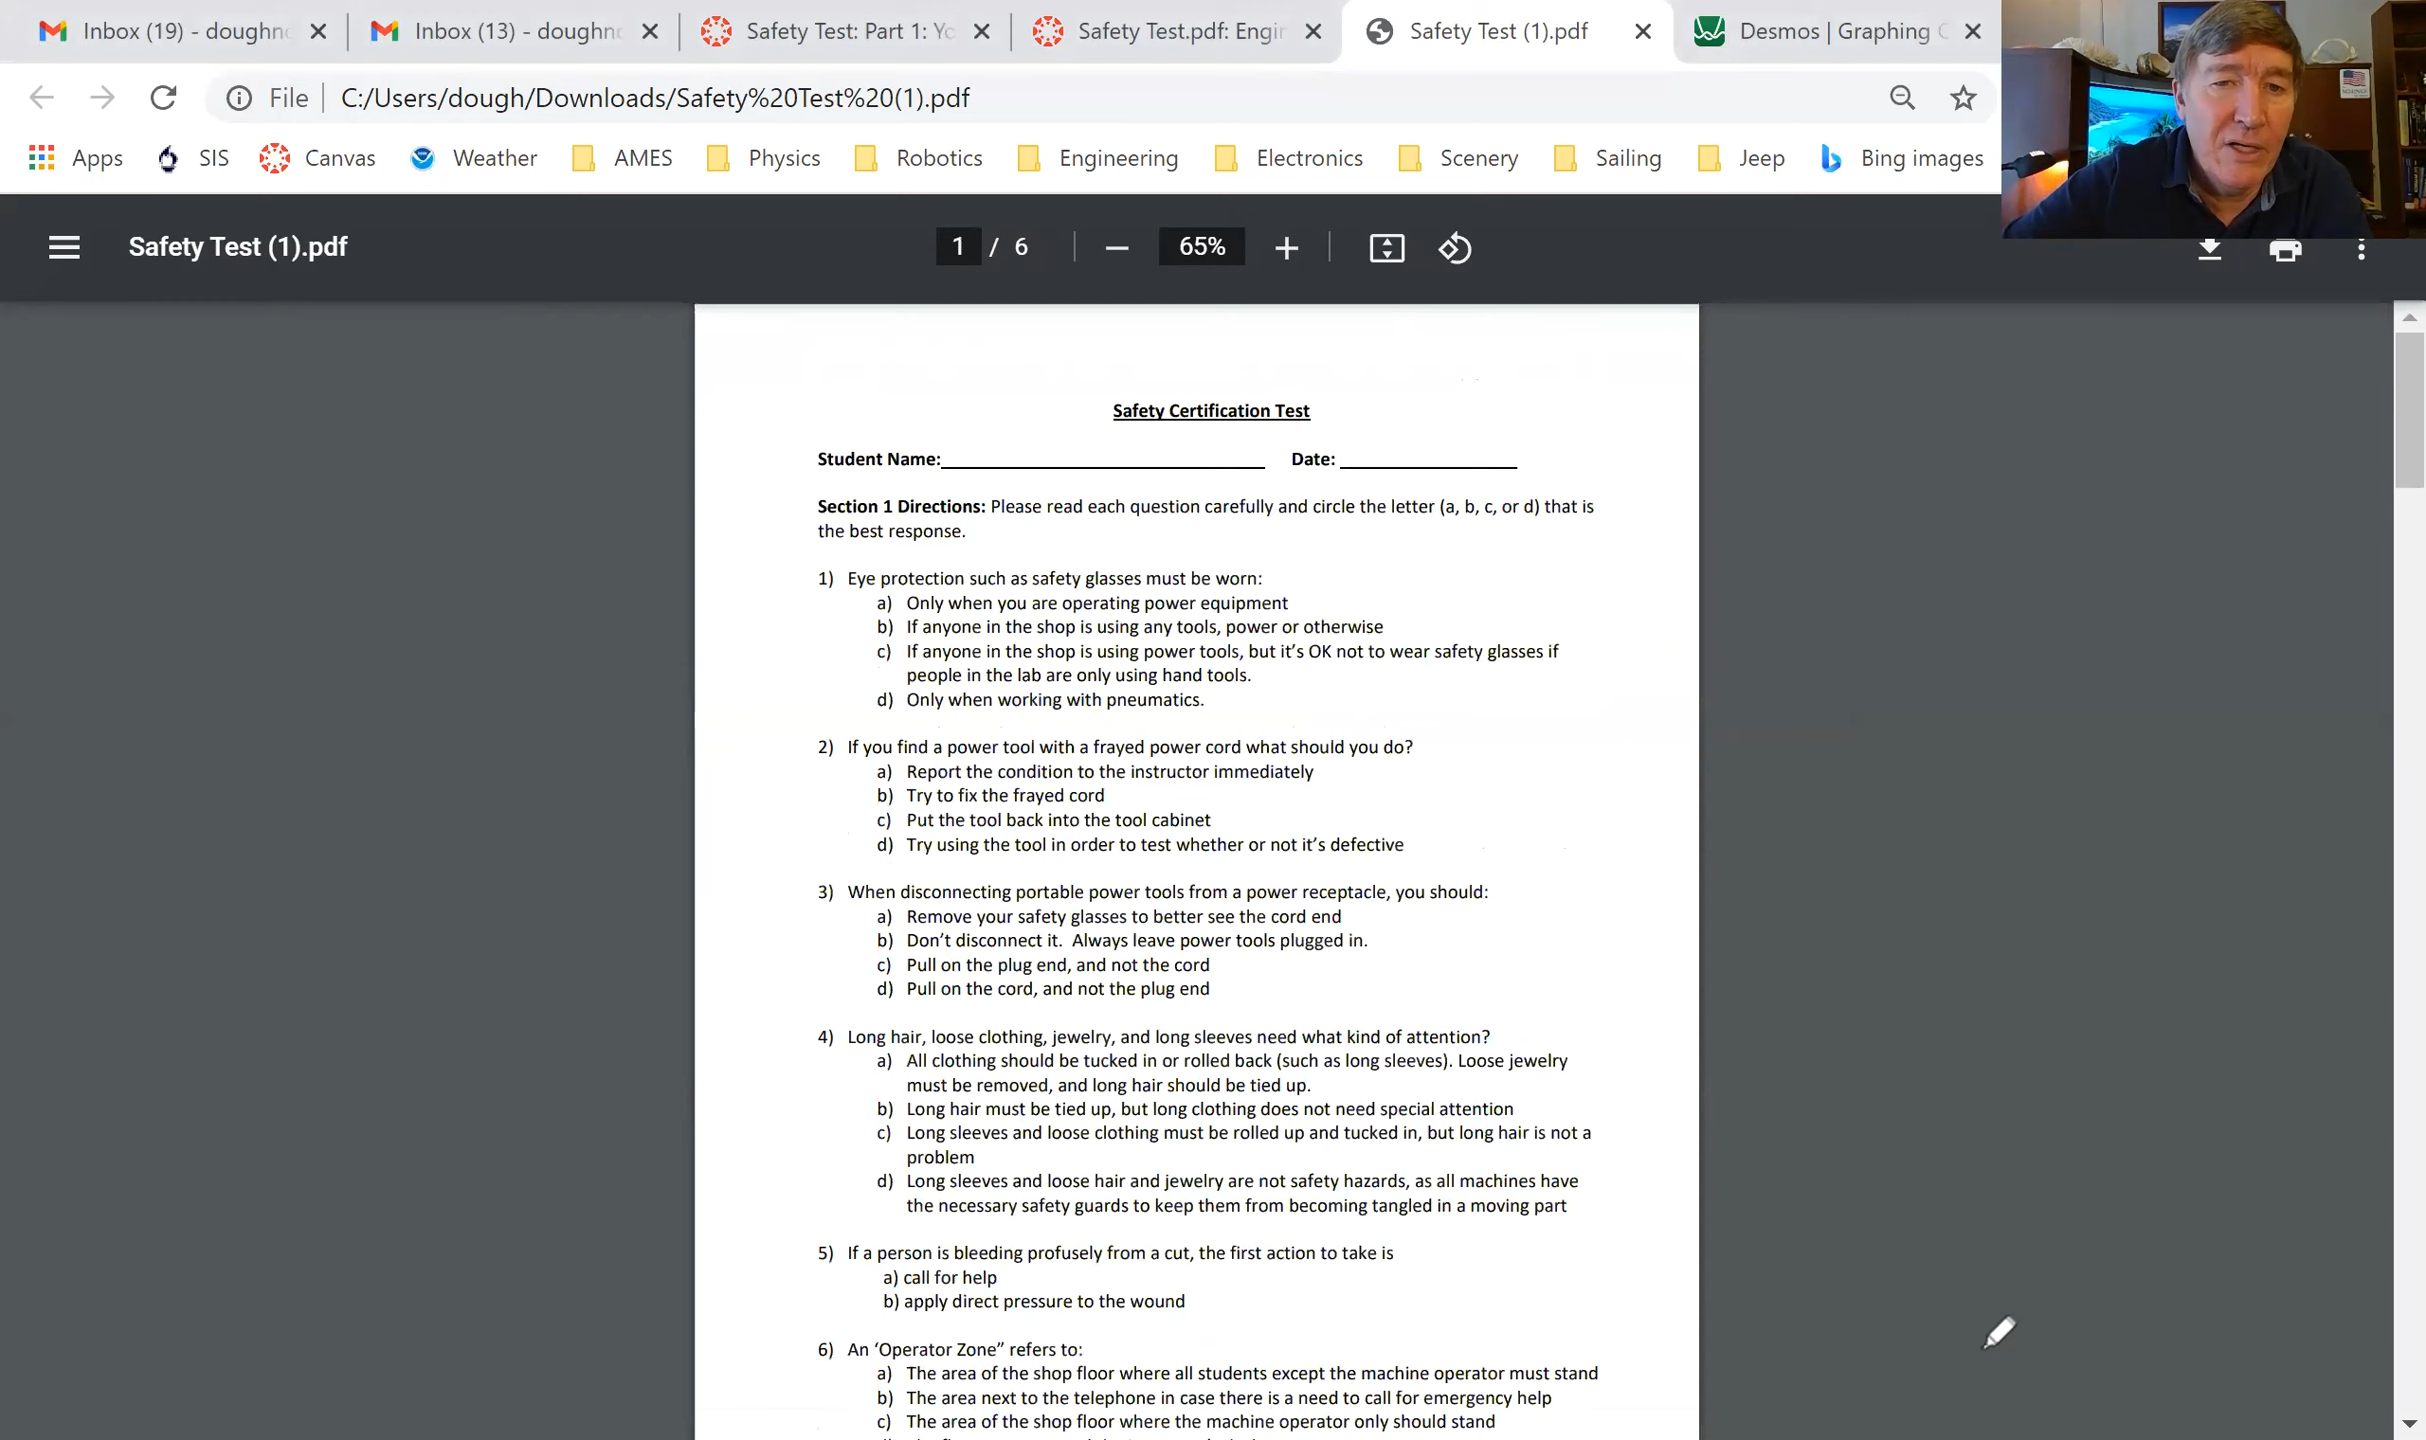 Inbox (19) - doughno
Inbox (13) - doughno
Safety Test: Part 1: Yo
Safety Test.pdf: Engin
Safety Test (1).pdf
Desmos | Graphing C
File
C:/Users/dough/Downloads/Safety%20Test%20(1).pdf
Apps SIS Canvas Weather AMES Physics Robotics Engineering Electronics Scenery Sailing Jeep Bing images
Safety Test (1).pdf
1 / 6
65%
Safety Certification Test
Student Name: Date:
Section 1 Directions: Please read each question carefully and circle the letter (a, b, c, or d) that is
the best response.
1) Eye protection such as safety glasses must be worn:
a) Only when you are operating power equipment
b) If anyone in the shop is using any tools, power or otherwise
c) If anyone in the shop is using power tools, but it’s OK not to wear safety glasses if
people in the lab are only using hand tools.
d) Only when working with pneumatics.
2) If you find a power tool with a frayed power cord what should you do?
a) Report the condition to the instructor immediately
b) Try to fix the frayed cord
c) Put the tool back into the tool cabinet
d) Try using the tool in order to test whether or not it’s defective
3) When disconnecting portable power tools from a power receptacle, you should:
a) Remove your safety glasses to better see the cord end
b) Don’t disconnect it. Always leave power tools plugged in.
c) Pull on the plug end, and not the cord
d) Pull on the cord, and not the plug end
4) Long hair, loose clothing, jewelry, and long sleeves need what kind of attention?
a) All clothing should be tucked in or rolled back (such as long sleeves). Loose jewelry
must be removed, and long hair should be tied up.
b) Long hair must be tied up, but long clothing does not need special attention
c) Long sleeves and loose clothing must be rolled up and tucked in, but long hair is not a
problem
d) Long sleeves and loose hair and jewelry are not safety hazards, as all machines have
the necessary safety guards to keep them from becoming tangled in a moving part
5) If a person is bleeding profusely from a cut, the first action to take is
a) call for help
b) apply direct pressure to the wound
6) An ‘Operator Zone” refers to:
a) The area of the shop floor where all students except the machine operator must stand
b) The area next to the telephone in case there is a need to call for emergency help
c) The area of the shop floor where the machine operator only should stand